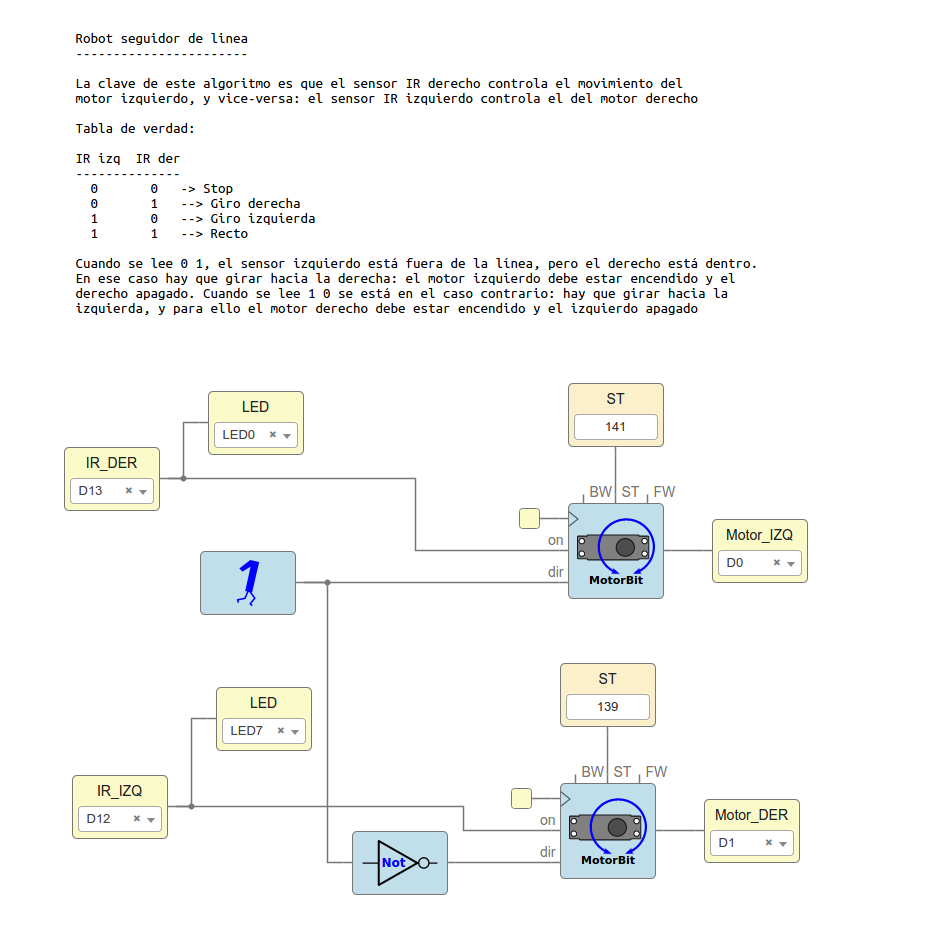 Robot seguidor de linea
-----------------------
La clave de este algoritmo es que el sensor IR derecho controla el movimiento del
motor izquierdo, y vice-versa: el sensor IR izquierdo controla el del motor derecho
Tabla de verdad:
IR izq  IR der
--------------
0       0   -> Stop
0       1   --> Giro derecha
1       0   --> Giro izquierda
1       1   --> Recto
Cuando se lee 0 1, el sensor izquierdo está fuera de la linea, pero el derecho está dentro.
En ese caso hay que girar hacia la derecha: el motor izquierdo debe estar encendido y el
derecho apagado. Cuando se lee 1 0 se está en el caso contrario: hay que girar hacia la
izquierda, y para ello el motor derecho debe estar encendido y el izquierdo apagado
LED
LED0
ST
141
IR_DER
D13
BW ST FW
on
dir
MotorBit
Motor_IZQ
D0
1
LED
LED7
ST
139
IR_IZQ
D12
BW ST FW
on
dir
MotorBit
Motor_DER
D1
Not